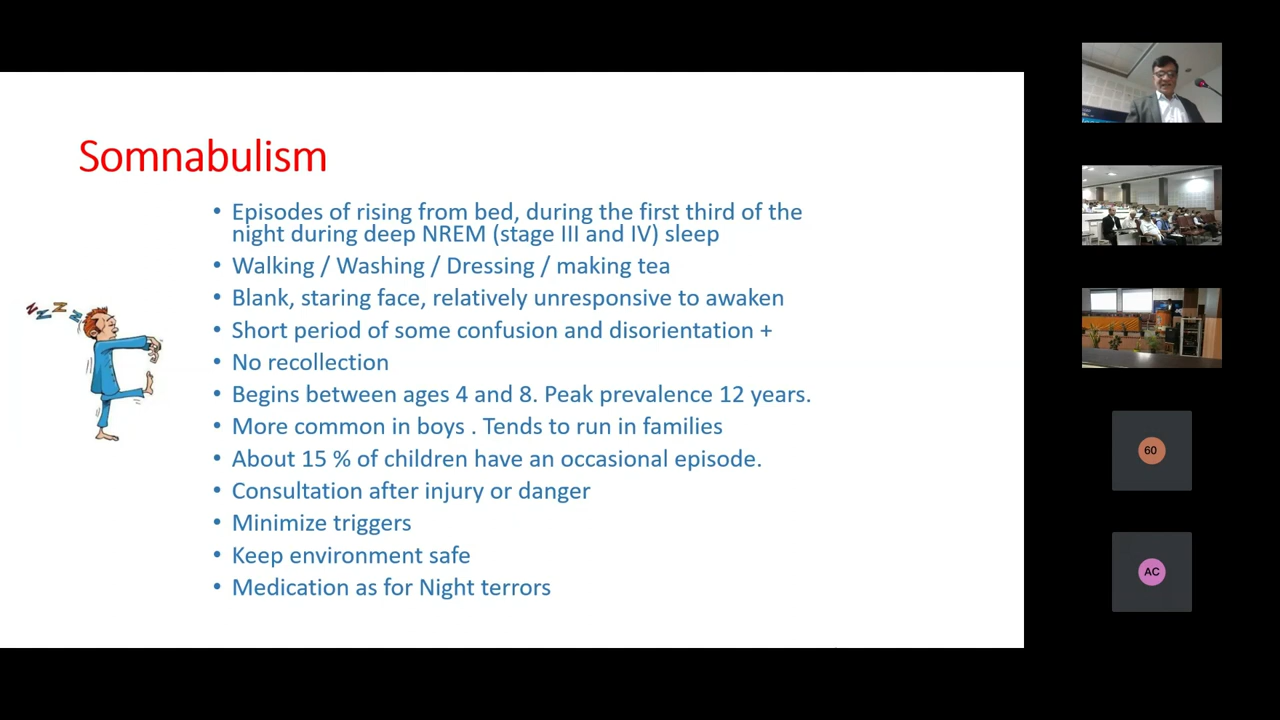 Somnabulism
• Episodes of rising from bed, during the first third of the
night during deep NREM (stage III and IV) sleep
• Walking / Washing / Dressing / making tea
• Blank, staring face, relatively unresponsive to awaken
• Short period of some confusion and disorientation +
• No recollection
• Begins between ages 4 and 8. Peak prevalence 12 years.
• More common in boys . Tends to run in families
• About 15 % of children have an occasional episode.
• Consultation after injury or danger
• Minimize triggers
• Keep environment safe
• Medication as for Night terrors
zzzz
60
AC